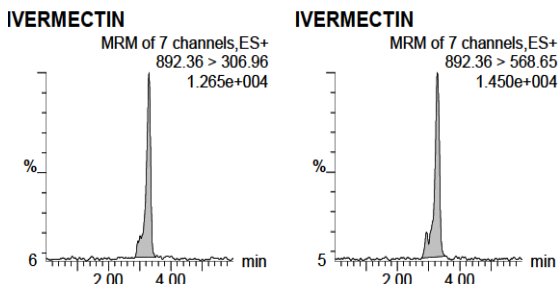 IVERMECTIN
MRM of 7 channels,ES+
892.36 > 306.96
1.265e+004
%
6
2.00 4.00
min
IVERMECTIN
MRM of 7 channels,ES+
892.36 > 568.65
1.450e+004
%
5
2.00 4.00
min